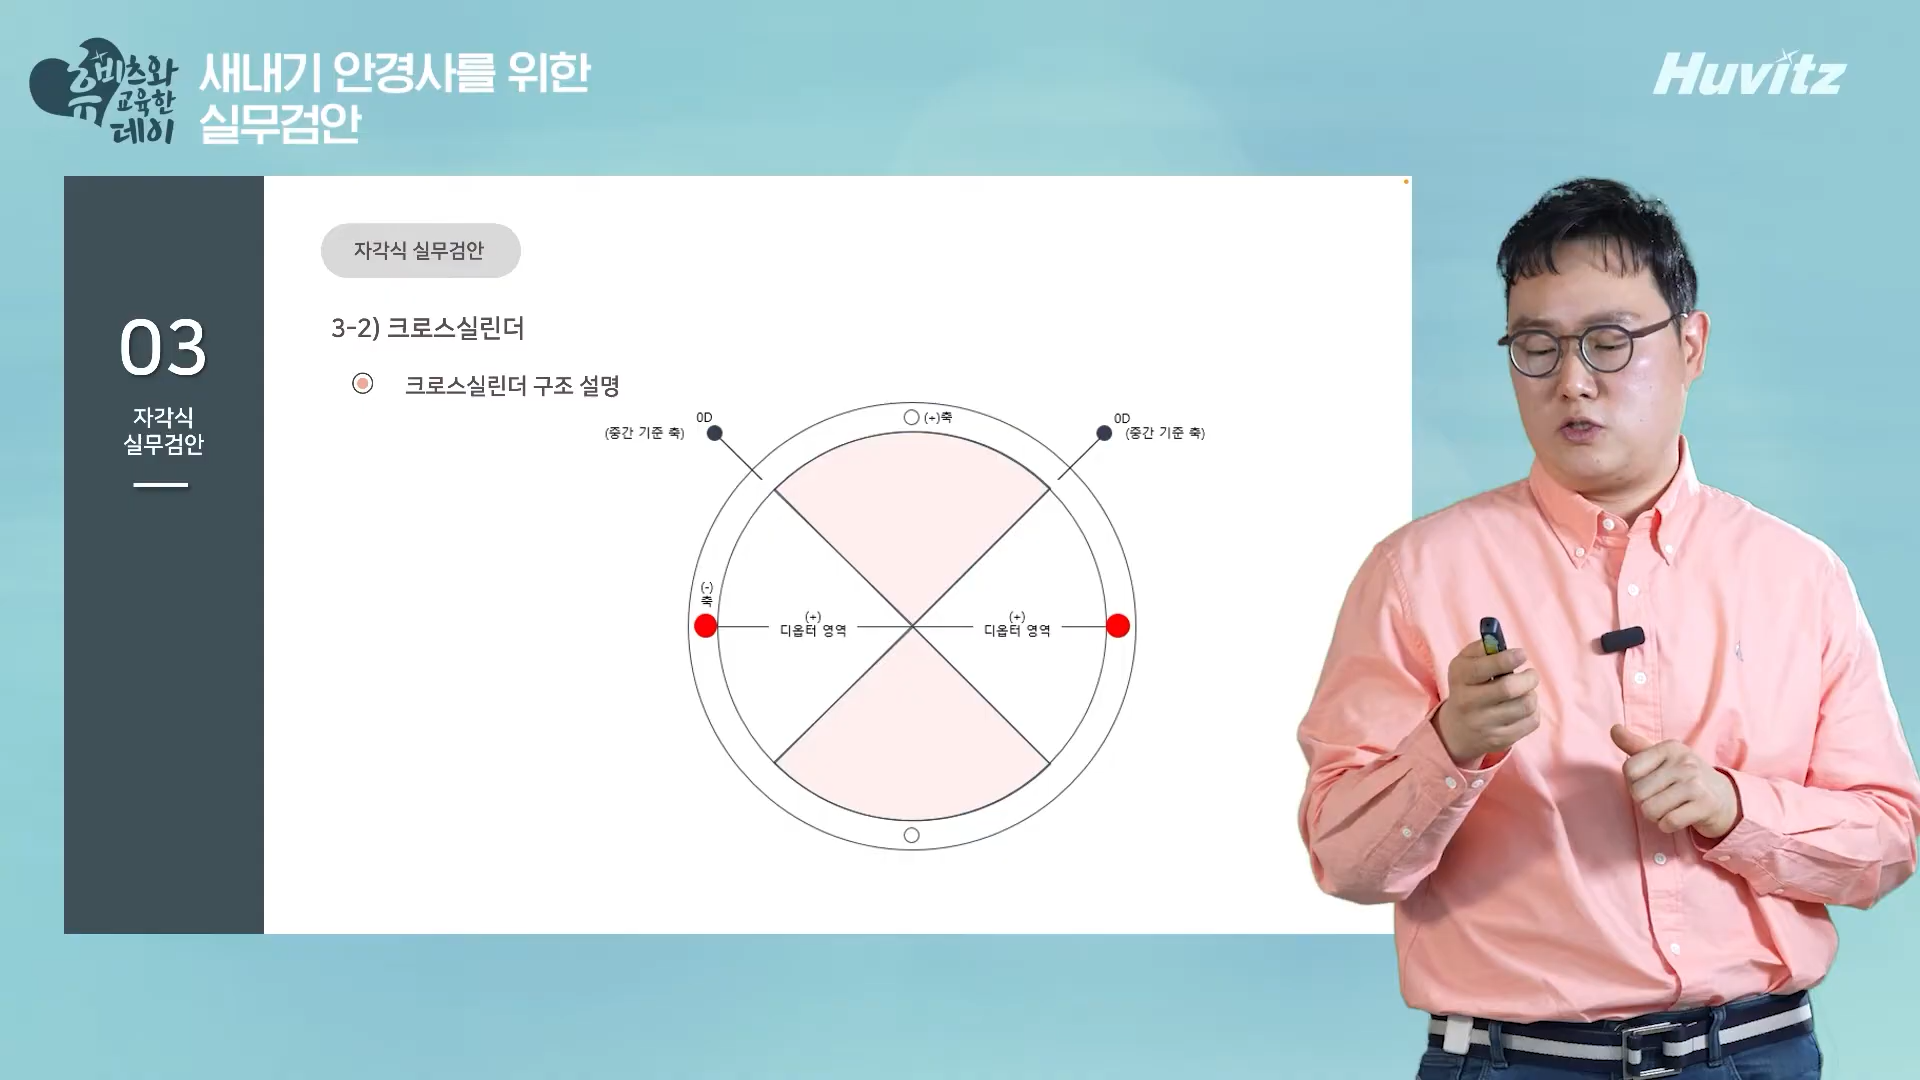 휴비츠와
교육한
데이
새내기 안경사를 위한
실무검안
Huvitz
03
자각식
실무검안
자각식 실무검안
3-2) 크로스실린더
크로스실린더 구조 설명
0D
(중간 기준 축)
(+)축
0D
(중간 기준 축)
(-)
축
(+)
디옵터 영역
(+)
디옵터 영역